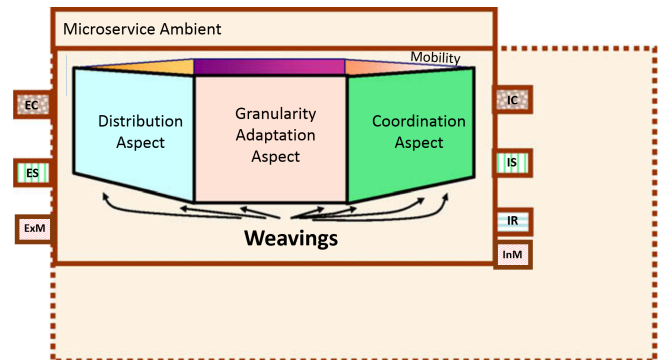 Microservice Ambient
Mobility
EC
IC
Distribution
Aspect
Granularity
Adaptation
Aspect
Coordination
Aspect
ES
IS
ExM
IR
Weavings
InM